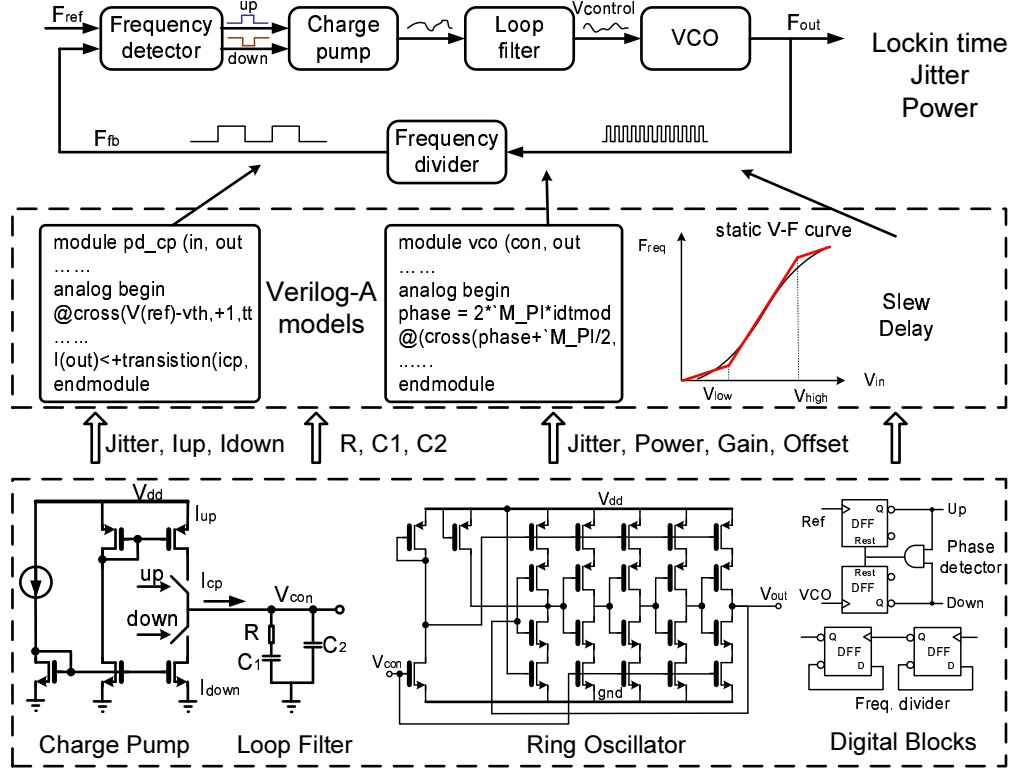 Fref
Frequency
detector
up
down
Charge
pump
Loop
filter
Vcontrol
VCO
Fout
Lockin time
Jitter
Power
Ffb
Frequency
divider
module pd_cp (in, out
... ...
analog begin
@cross(V(ref)-vth,+1,tt
... ...
I(out)<+transistion(icp,
endmodule
Verilog-A
models
module vco (con, out
... ...
analog begin
phase = 2*`M_PI*idtmod
@(cross(phase+`M_PI/2,
......
endmodule
static V-F curve
Freq
Vlow
Vhigh
Vin
Slew
Delay
Jitter, Iup, Idown
R, C1, C2
Jitter, Power, Gain, Offset
Vdd
Iup
up
Icp
down
Idown
Vcon
R
C1
C2
Charge Pump
Loop Filter
Vdd
Vcon
gnd
Vout
Ring Oscillator
Ref
Q
DFF
Rest
Up
Phase
detector
Rest
DFF
Q
VCO
Down
Q
DFF
D
Q
DFF
D
Freq. divider
Digital Blocks